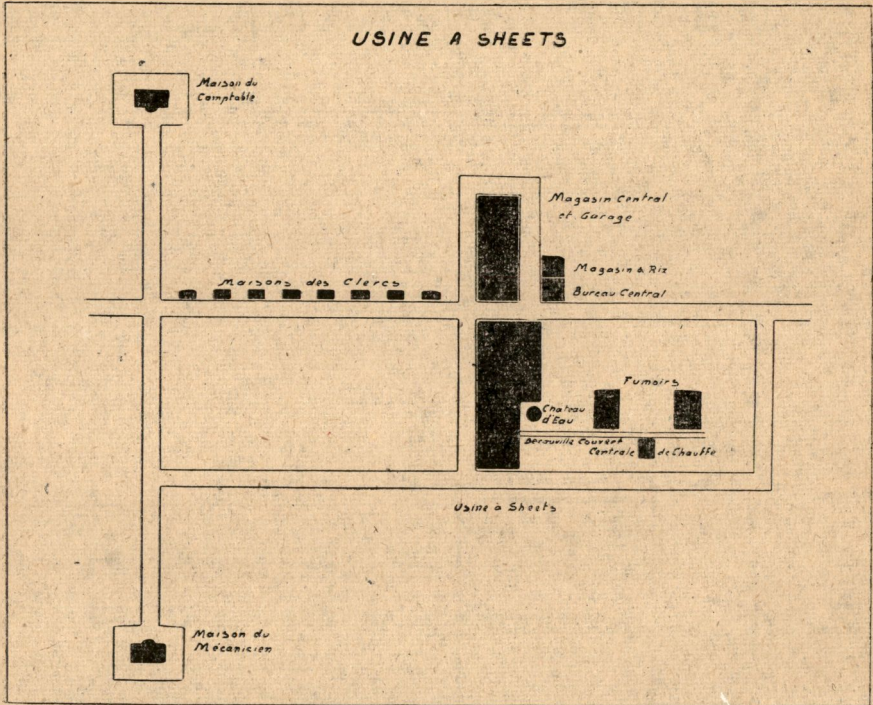 USINE A SHEETS
Maison du
Comptable
Magasin Central
et Garage
Magasin à Riz
Bureau Central
Maisons des Clercs
Fumoirs
Chateau
d'Eau
Decauville Couvert
Centrale de Chauffe
Usine à Sheets
Maison du
Mécanicien